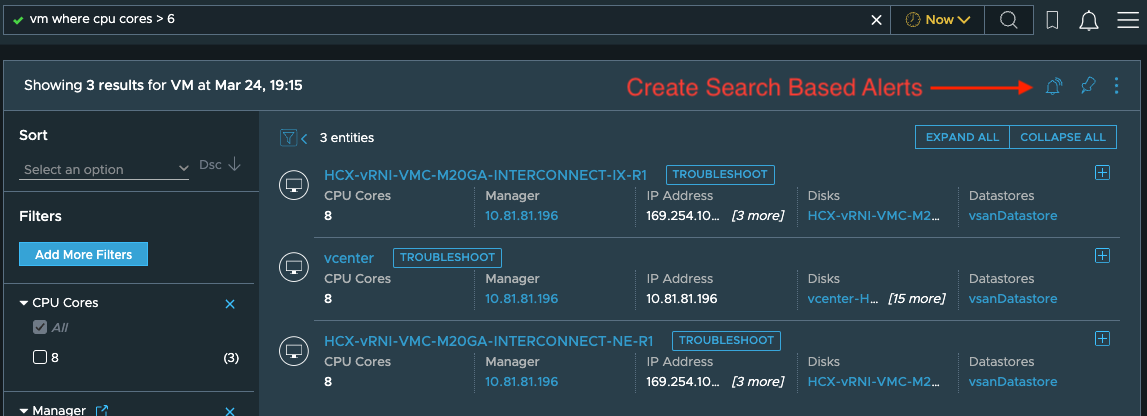 vm where cpu cores > 6
Now
Showing 3 results for VM at Mar 24, 19:15
Create Search Based Alerts
Sort
Select an option
Dsc
Filters
Add More Filters
CPU Cores
All
8 (3)
Manager
3 entities
EXPAND ALL COLLAPSE ALL
HCX-vRNI-VMC-M20GA-INTERCONNECT-IX-R1 TROUBLESHOOT
CPU Cores Manager IP Address Disks Datastores
8 10.81.81.196 169.254.10... [3 more] HCX-vRNI-VMC-M2... vsanDatastore
vcenter TROUBLESHOOT
CPU Cores Manager IP Address Disks Datastores
8 10.81.81.196 10.81.81.196 vcenter-H... [15 more] vsanDatastore
HCX-vRNI-VMC-M20GA-INTERCONNECT-NE-R1 TROUBLESHOOT
CPU Cores Manager IP Address Disks Datastores
8 10.81.81.196 169.254.10... [3 more] HCX-vRNI-VMC-M2... vsanDatastore